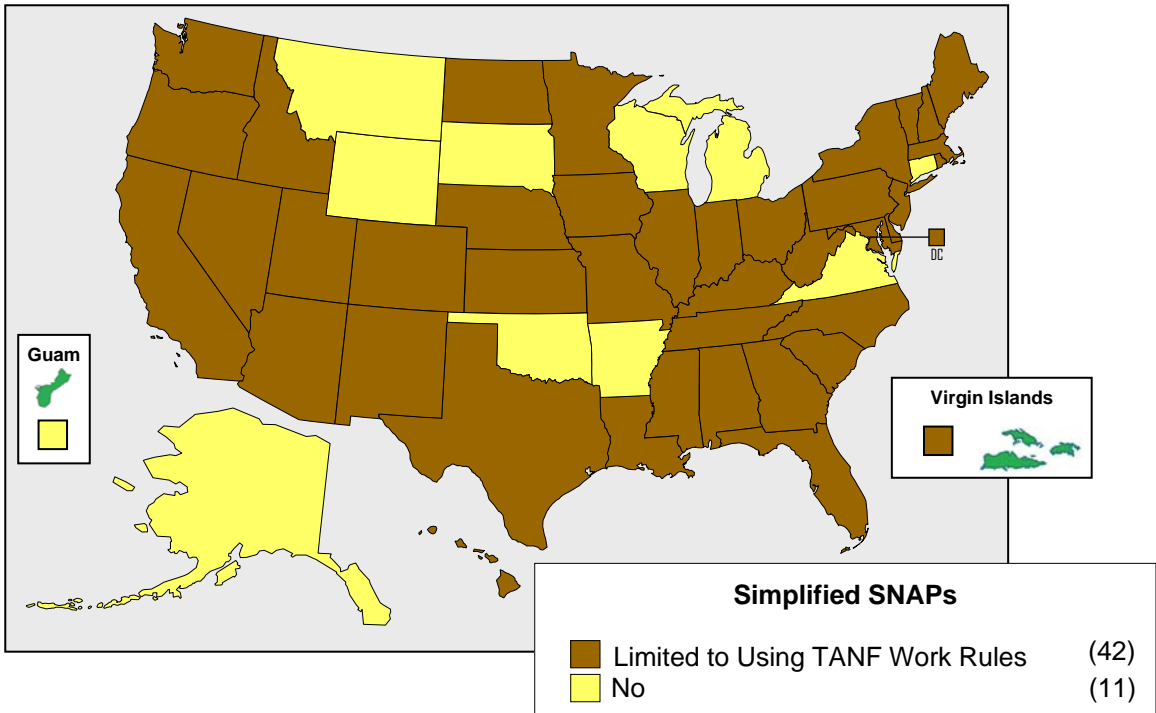 DC
Guam
Virgin Islands
Simplified SNAPs
Limited to Using TANF Work Rules (42)
No (11)